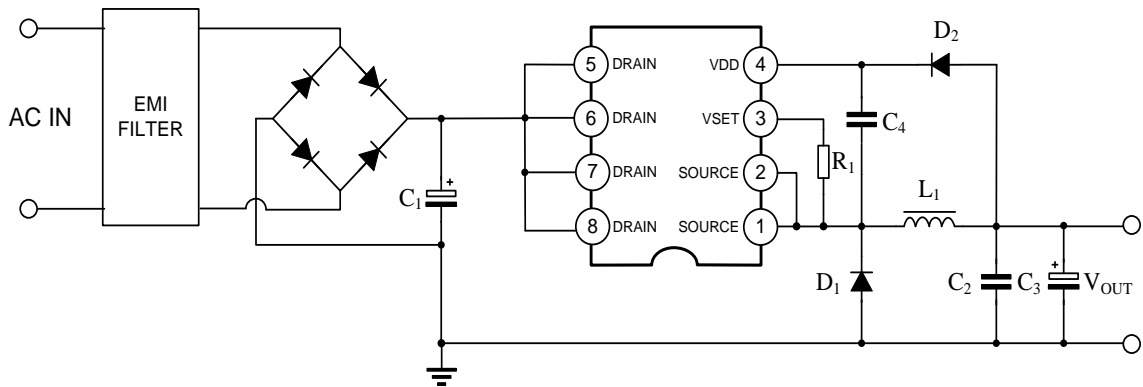 AC IN
EMI
FILTER
C1
+
5 DRAIN
6 DRAIN
7 DRAIN
8 DRAIN
VDD 4
VSET 3
SOURCE 2
SOURCE 1
R1
C4
D2
L1
D1
C2
C3
+
VOUT